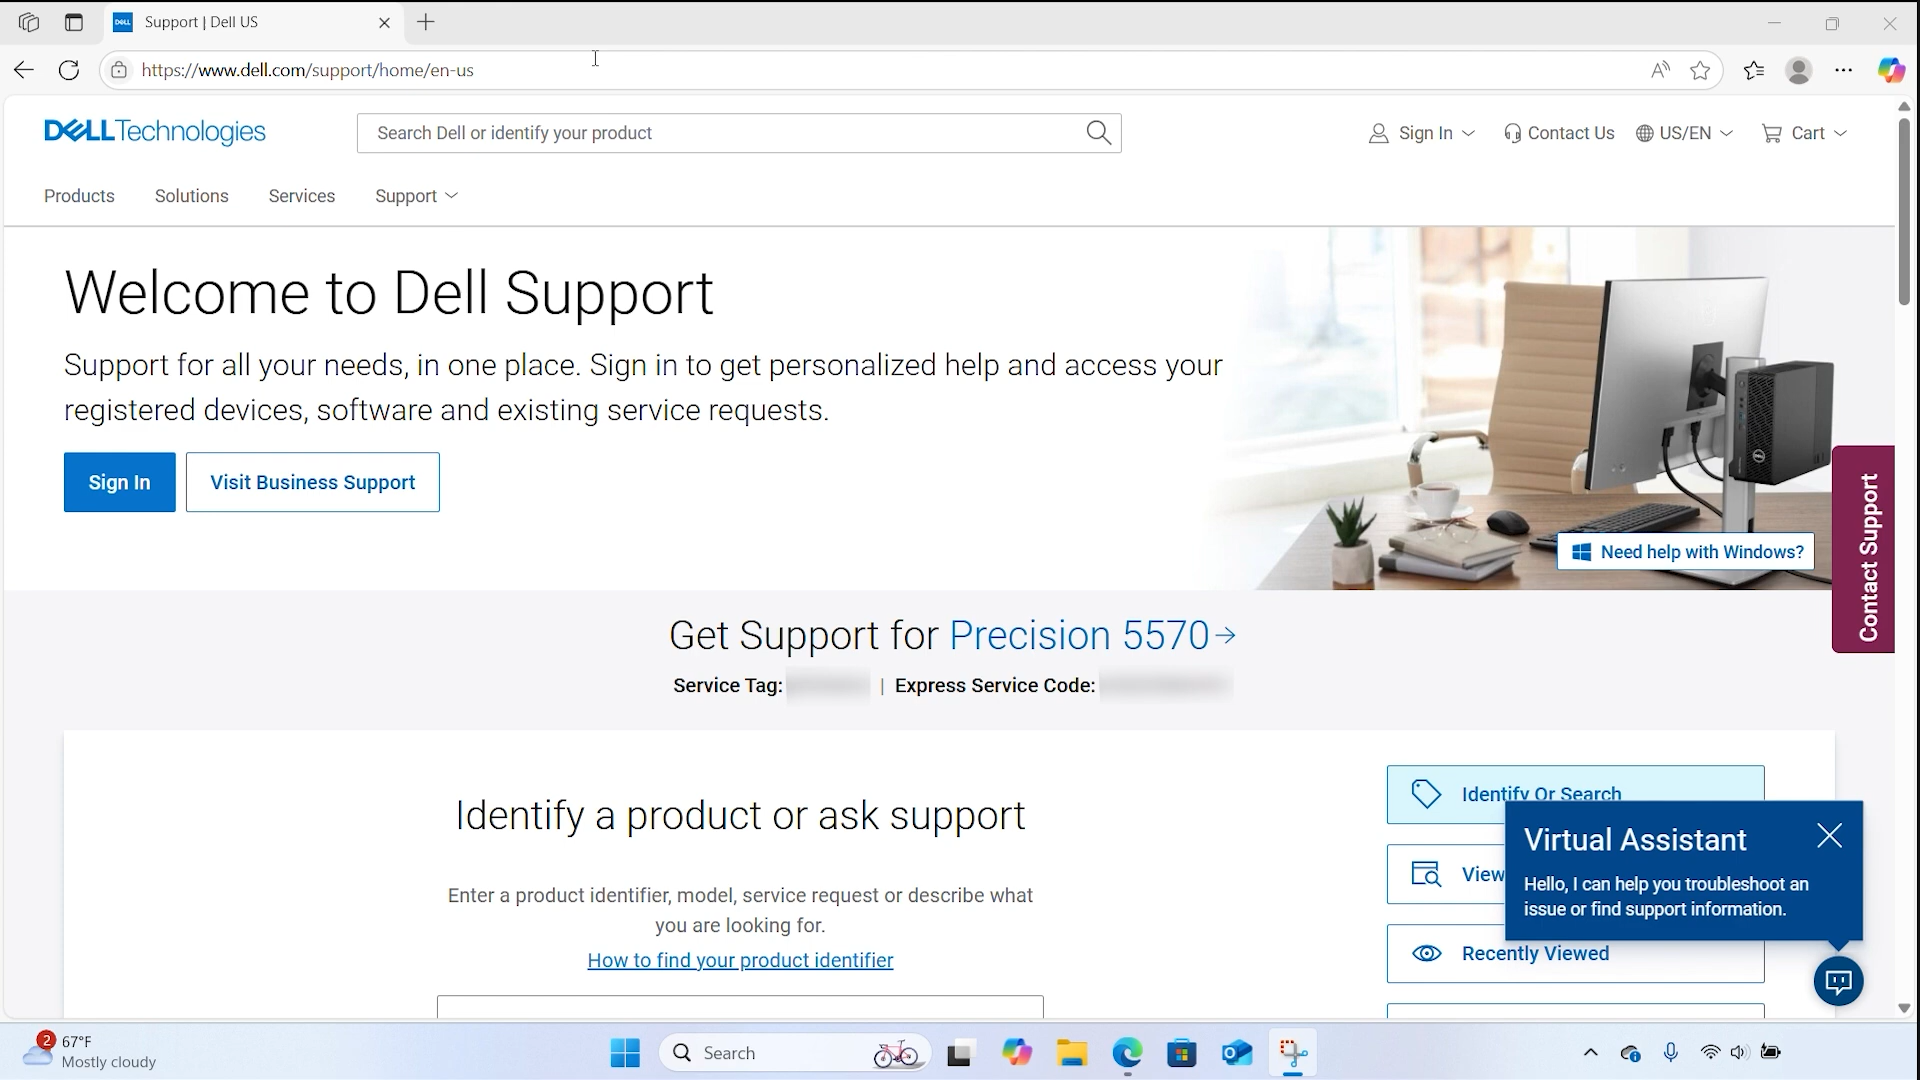 Support | Dell US
https://www.dell.com/support/home/en-us
DELLTechnologies
Search Dell or identify your product
Sign In
Contact Us
US/EN
Cart
Products
Solutions
Services
Support
Welcome to Dell Support
Support for all your needs, in one place. Sign in to get personalized help and access your
registered devices, software and existing service requests.
Sign In
Visit Business Support
Need help with Windows?
Contact Support
Get Support for Precision 5570
Service Tag:
| Express Service Code:
Identify a product or ask support
Enter a product identifier, model, service request or describe what
you are looking for.
How to find your product identifier
Identify Or Search
View
Recently Viewed
Virtual Assistant
Hello, I can help you troubleshoot an
issue or find support information.
2
67°F
Mostly cloudy
Search